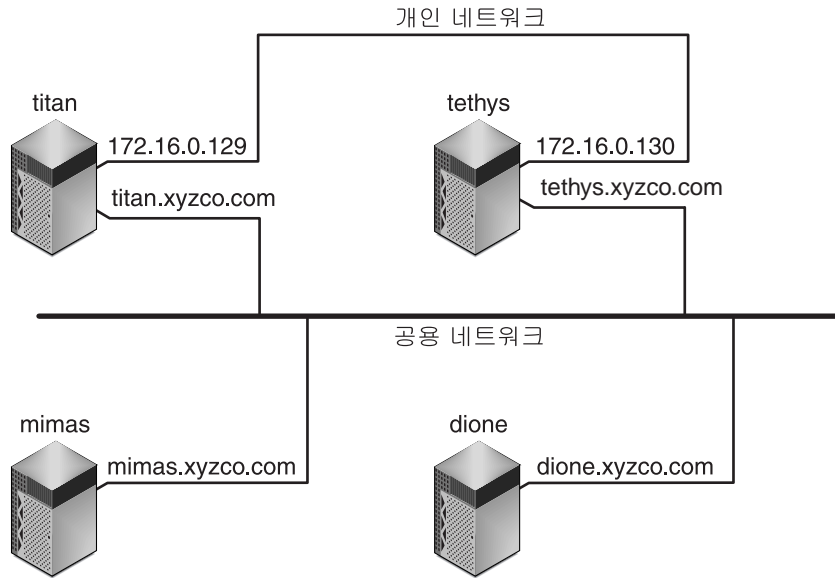 개인 네트워크
titan
tethys
172.16.0.129
172.16.0.130
titan.xyzco.com
tethys.xyzco.com
공용 네트워크
mimas
dione
mimas.xyzco.com
dione.xyzco.com